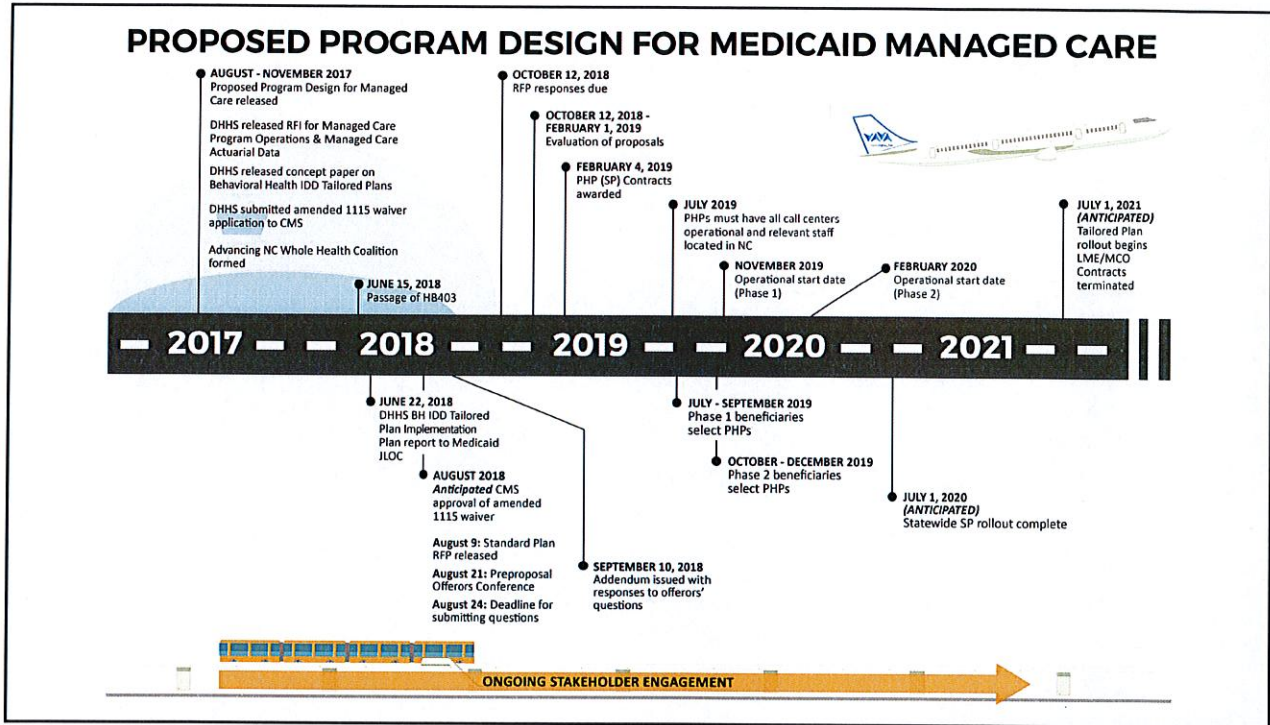 PROPOSED PROGRAM DESIGN FOR MEDICAID MANAGED CARE
AUGUST - NOVEMBER 2017
Proposed Program Design for Managed
Care released
DHHS released RFI for Managed Care
Program Operations & Managed Care
Actuarial Data
DHHS released concept paper on
Behavioral Health IDD Tailored Plans
DHHS submitted amended 1115 waiver
application to CMS
Advancing NC Whole Health Coalition
formed
JUNE 15, 2018
Passage of HB403
OCTOBER 12, 2018
RFP responses due
OCTOBER 12, 2018 -
FEBRUARY 1, 2019
Evaluation of proposals
FEBRUARY 4, 2019
PHP (SP) Contracts
awarded
JULY 2019
PHPs must have all call centers
operational and relevant staff
located in NC
NOVEMBER 2019
Operational start date
(Phase 1)
FEBRUARY 2020
Operational start date
(Phase 2)
JULY 1, 2021
(ANTICIPATED)
Tailored Plan
rollout begins
LME/MCO
Contracts
terminated
VAYA
2017
2018
2019
2020
2021
JUNE 22, 2018
DHHS BH IDD Tailored
Plan Implementation
Plan report to Medicaid
JLOC
AUGUST 2018
Anticipated CMS
approval of amended
1115 waiver
August 9: Standard Plan
RFP released
August 21: Preproposal
Offerors Conference
August 24: Deadline for
submitting questions
SEPTEMBER 10, 2018
Addendum issued with
responses to offerors'
questions
JULY - SEPTEMBER 2019
Phase 1 beneficiaries
select PHPs
OCTOBER - DECEMBER 2019
Phase 2 beneficiaries
select PHPs
JULY 1, 2020
(ANTICIPATED)
Statewide SP rollout complete
ONGOING STAKEHOLDER ENGAGEMENT